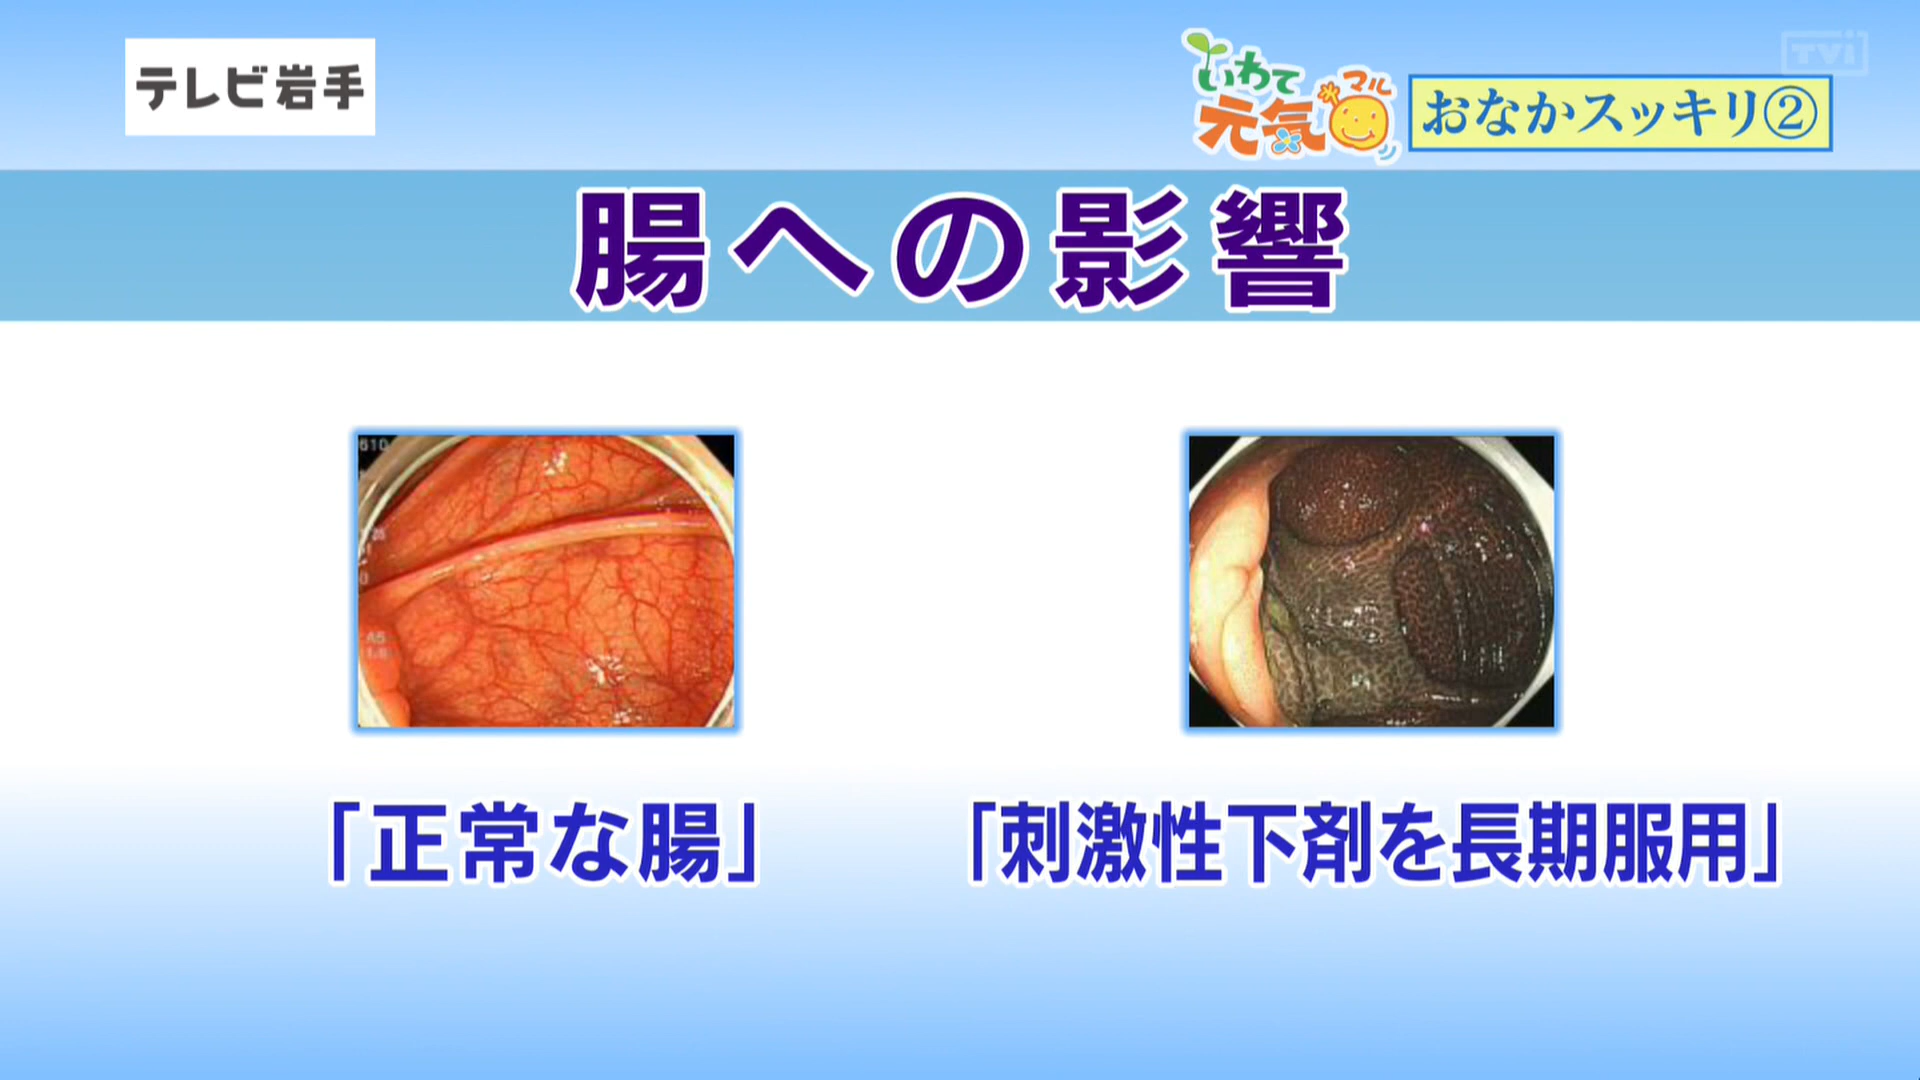 テレビ岩手
いわて
元気
マル
おなかスッキリ②
TVi
腸への影響
「正常な腸」
「刺激性下剤を長期服用」